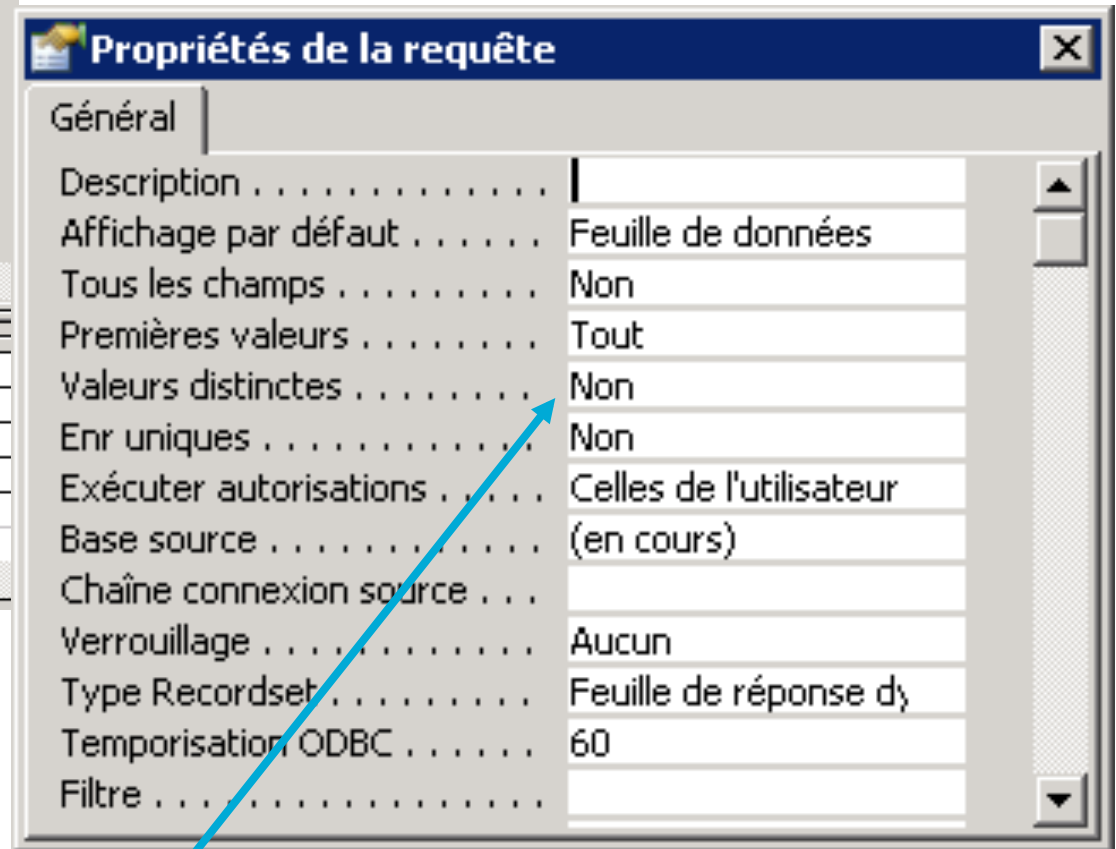 Propriétés de la requête
Général
Description . . . . . . . . . . . . .
Affichage par défaut . . . . . . Feuille de données
Tous les champs . . . . . . . . . Non
Premières valeurs . . . . . . . . Tout
Valeurs distinctes . . . . . . . . Non
Enr uniques . . . . . . . . . . . . Non
Exécuter autorisations . . . . . Celles de l'utilisateur
Base source . . . . . . . . . . . . (en cours)
Chaîne connexion source . . .
Verrouillage . . . . . . . . . . . . Aucun
Type Recordset . . . . . . . . . Feuille de réponse
Temporisation ODBC . . . . . . 60
Filtre . . . . . . . . . . . . . . . . .